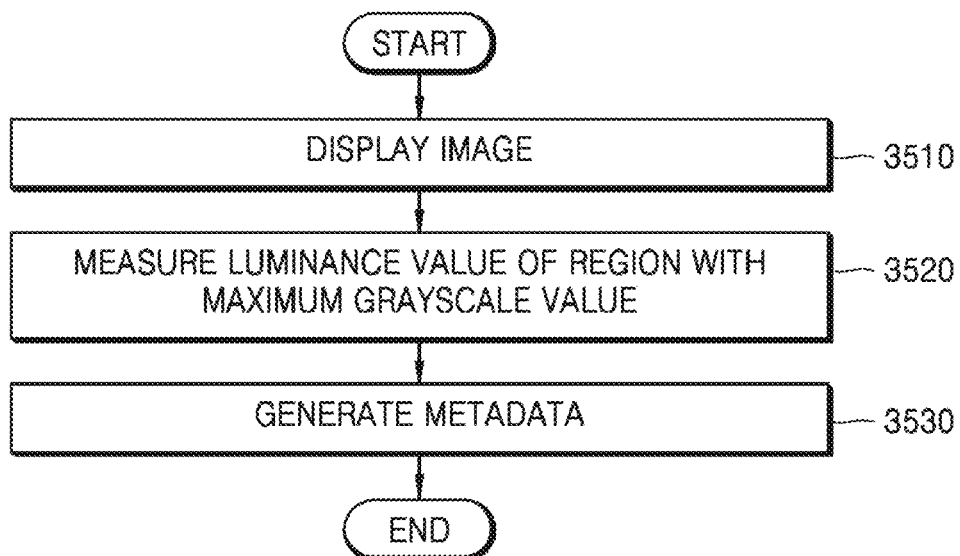 START
DISPLAY IMAGE
3510
MEASURE LUMINANCE VALUE OF REGION WITH
MAXIMUM GRAYSCALE VALUE
3520
GENERATE METADATA
3530
END